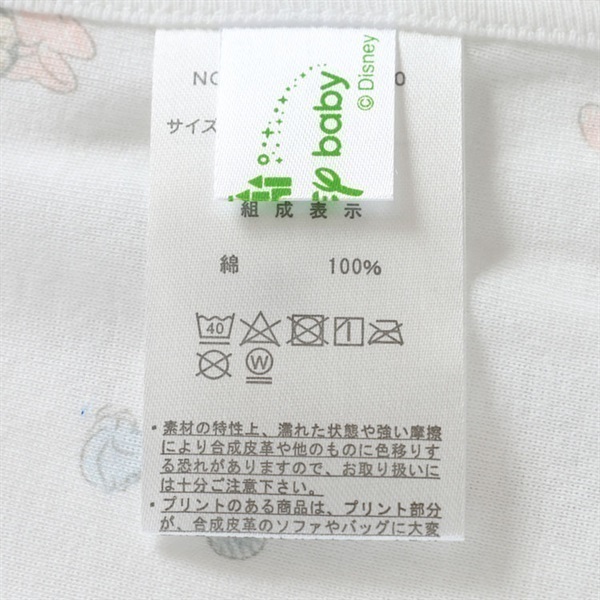 NO
0
サイズ
baby
© Disney
組成表示
綿 100%
40
W
・素材の特性上、濡れた状態や強い摩擦
により合成皮革や他のものに色移りす
る恐れがありますので、お取り扱いに
は十分ご注意下さい。
・プリントのある商品は、プリント部分
が、合成皮革のソファやバッグに大変